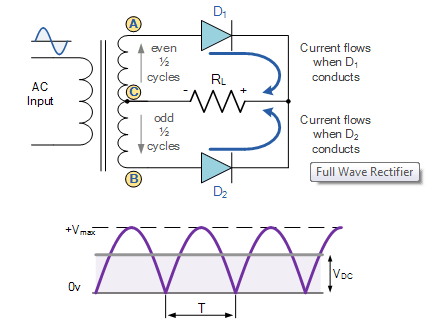 D1
A
even
½
cycles
Current flows
when D1
conducts
AC
Input
C
RL
- +
odd
½
cycles
Current flows
when D2
conducts
B
D2
Full Wave Rectifier
+Vmax
VDC
0v
T